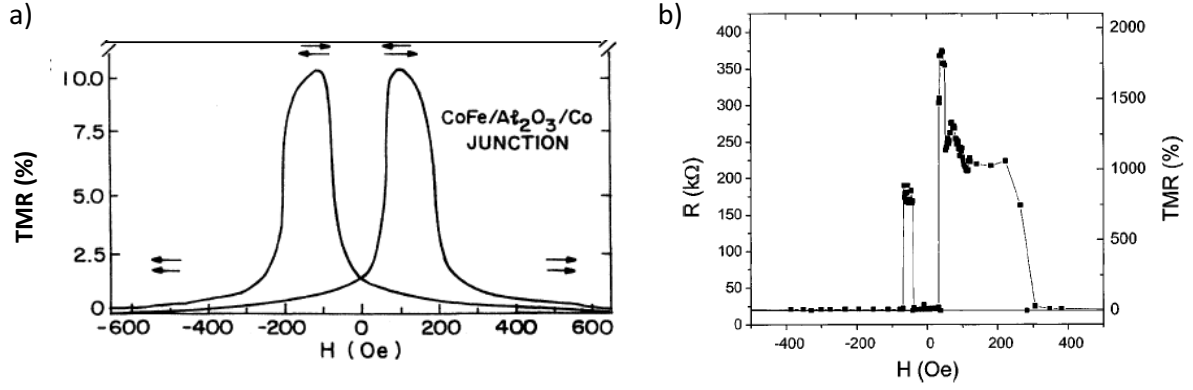 a)
TMR (%)
10.0
7.5
5.0
2.5
0
CoFe/Al2O3/Co
JUNCTION
-600 -400 -200 0 200 400 600
H (Oe)
b)
R (kΩ)
400
350
300
250
200
150
100
50
0
2000
1500
1000
500
0
TMR (%)
-400 -200 0 200 400
H (Oe)